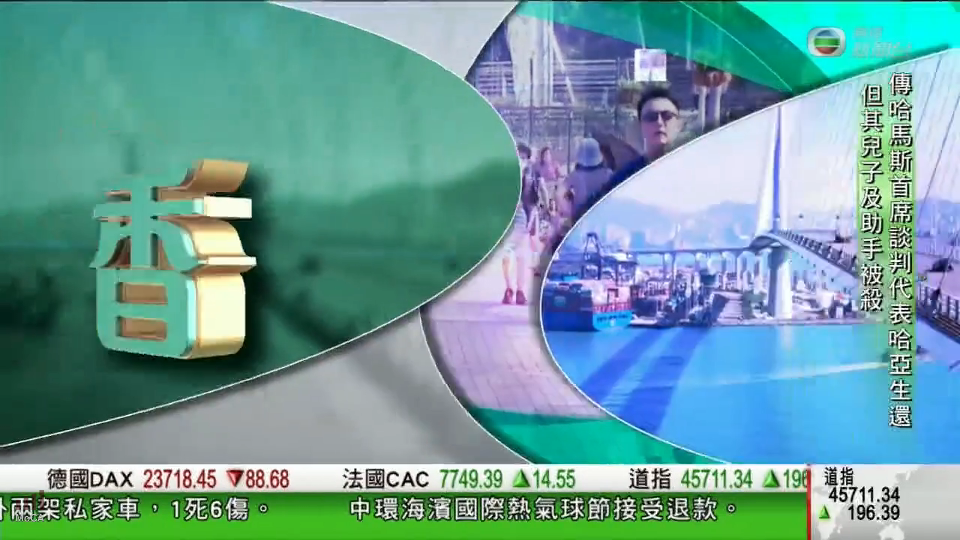 傳哈馬斯首席談判代表哈亞生還
但其兒子及助手被殺
香
德國DAX 23718.45 ▼88.68 法國CAC 7749.39 ▲14.55 道指 45711.34 ▲196
道指
45711.34
▲ 196.39
外兩架私家車，1死6傷。 中環海濱國際熱氣球節接受退款。